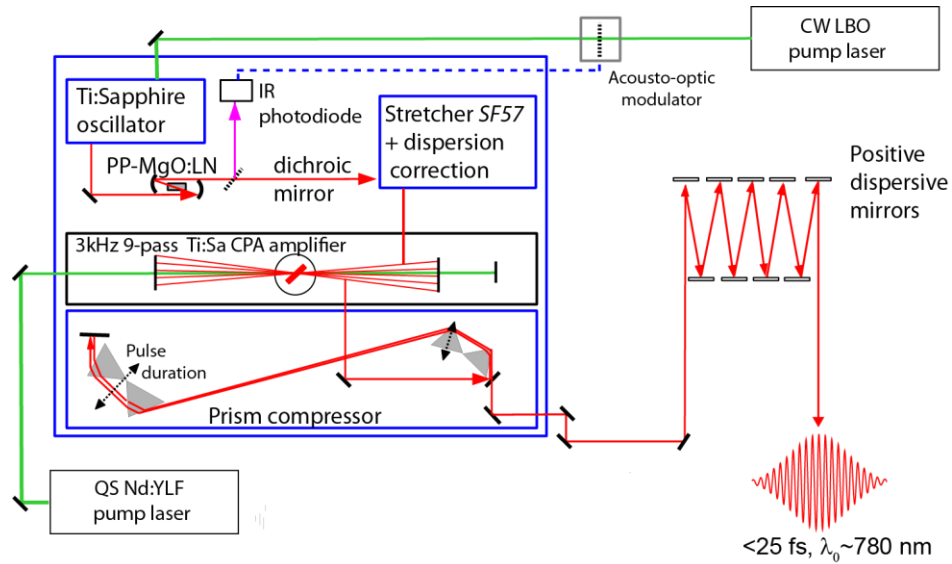 CW LBO
pump laser
Acousto-optic
modulator
Ti:Sapphire
oscillator
IR
photodiode
Stretcher SF57
+ dispersion
correction
PP-MgO:LN
dichroic
mirror
Positive
dispersive
mirrors
3kHz 9-pass Ti:Sa CPA amplifier
Pulse
duration
Prism compressor
QS Nd:YLF
pump laser
<25 fs, λ₀~780 nm